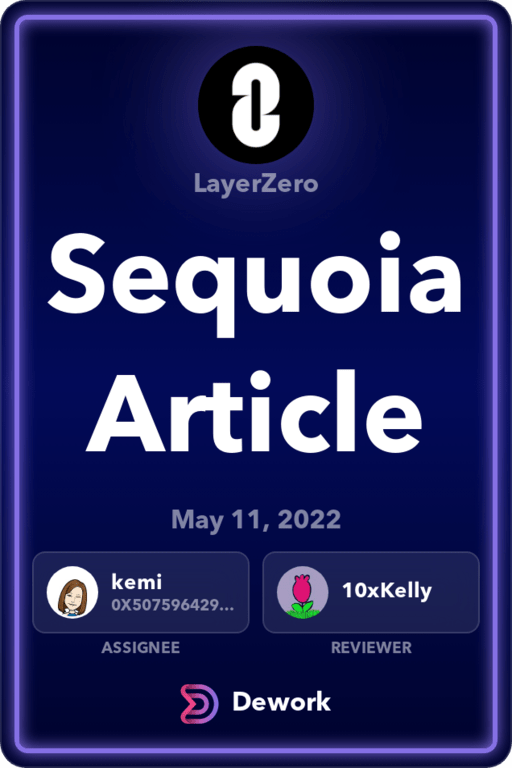 LayerZero
Sequoia
Article
May 11, 2022
kemi
0X507596429...
10xKelly
ASSIGNEE
REVIEWER
Dework